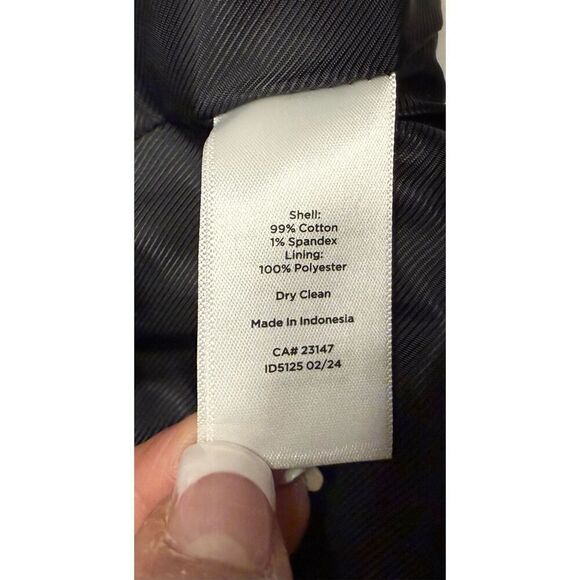 Shell:
99% Cotton
1% Spandex
Lining:
100% Polyester
Dry Clean
Made In Indonesia
CA# 23147
ID5125 02/24